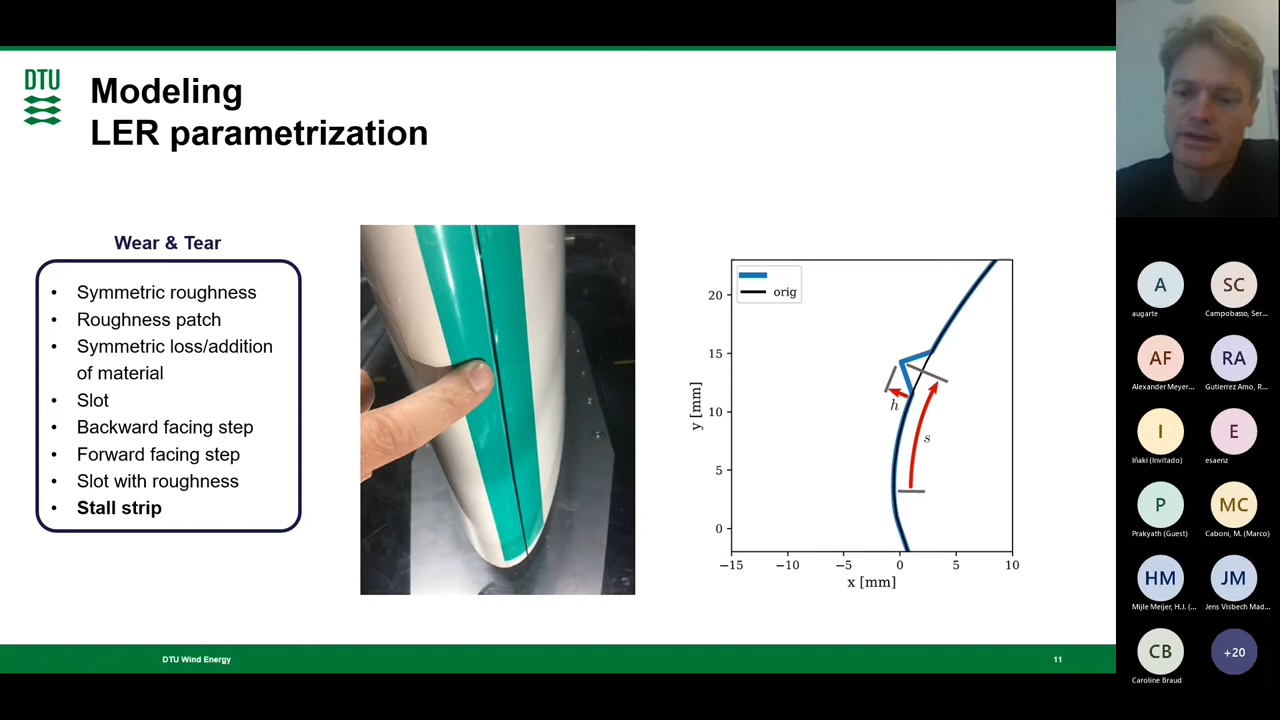 DTU
Modeling
LER parametrization
Wear & Tear
• Symmetric roughness
• Roughness patch
• Symmetric loss/addition
of material
• Slot
• Backward facing step
• Forward facing step
• Slot with roughness
• Stall strip
orig
20
15
10
5
0
y [mm]
h
s
−15
−10
−5
0
5
10
x [mm]
DTU Wind Energy
11
A
augarte
SC
Campobasso, Ser...
AF
Alexander Meyer...
RA
Gutierrez Amo, R...
I
Iñaki (Invitado)
E
esaenz
P
Prakyath (Guest)
MC
Caboni, M. (Marco)
HM
Mijle Meijer, H.J. (...
JM
Jens Visbech Mad...
CB
Caroline Braud
+20